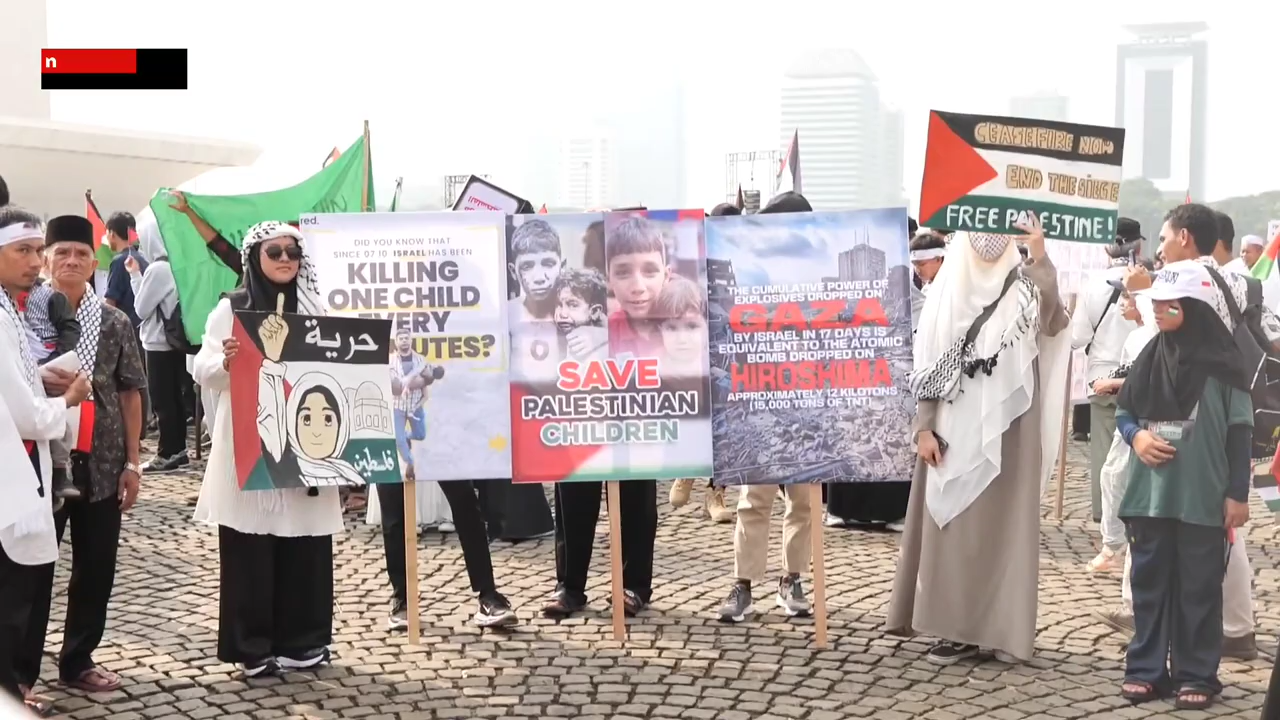 n
red.
DID YOU KNOW THAT
SINCE 07.10. ISRAEL HAS BEEN
KILLING
ONE CHILD
EVERY
UTES?
حرية
فلسطين
SAVE
PALESTINIAN
CHILDREN
THE CUMULATIVE POWER OF
EXPLOSIVES DROPPED ON
GAZA
BY ISRAEL IN 17 DAYS IS
EQUIVALENT TO THE ATOMIC
BOMB DROPPED ON
HIROSHIMA
APPROXIMATELY 12 KILOTONS
(15,000 TONS OF TNT)
CEASEFIRE NOW
END THE SIEGE
FREE PALESTINE!